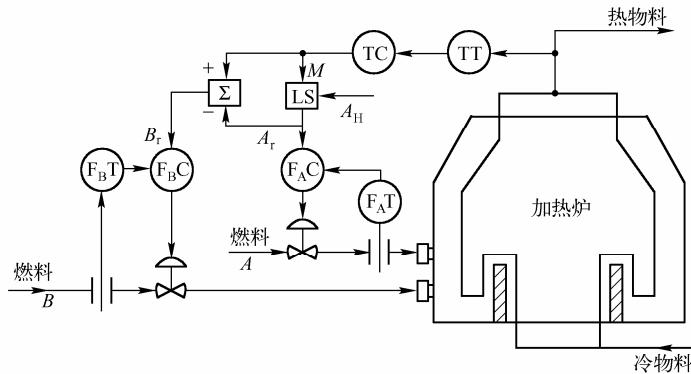 热物料
TC
TT
+
M
Σ
LS
−
A_H
B_r
A_r
F_BT
F_BC
F_AC
F_AT
加热炉
燃料
A
燃料
B
冷物料